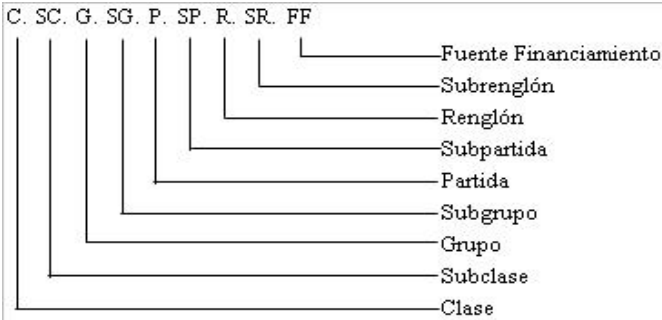 C. SC. G. SG. P. SP. R. SR. FF
Fuente Financiamiento
Subrenglón
Renglón
Subpartida
Partida
Subgrupo
Grupo
Subclase
Clase